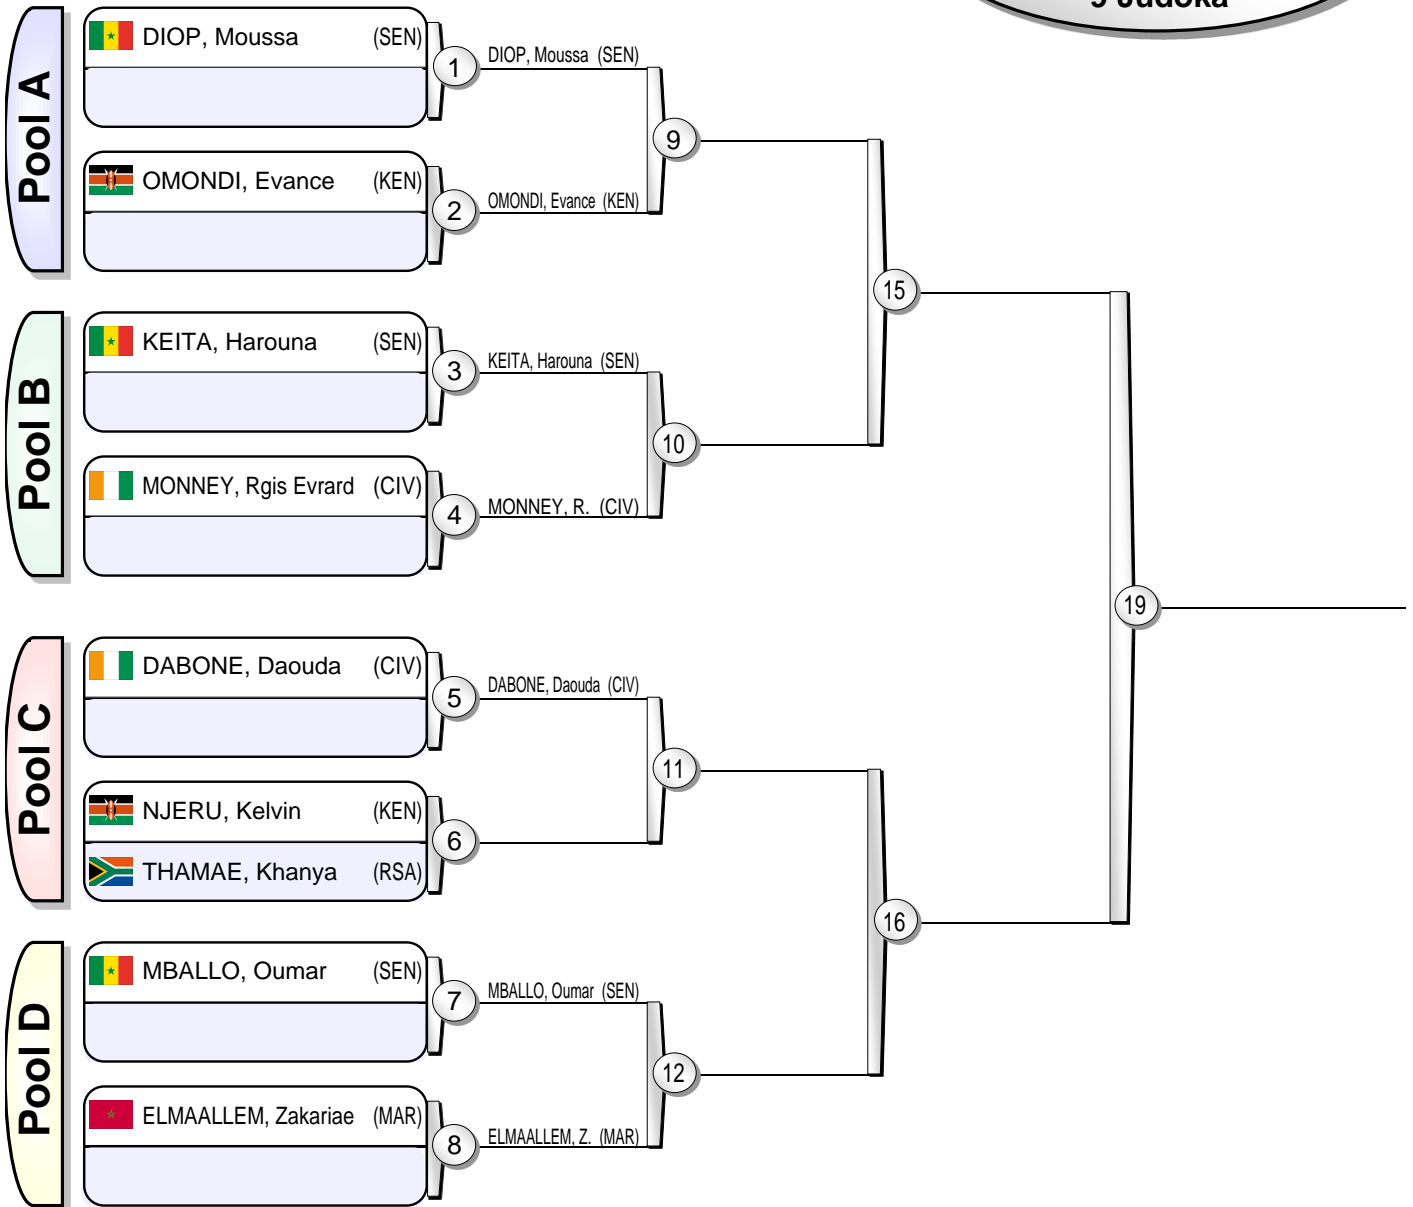 9 Judoka
Pool A
DIOP, Moussa (SEN)
1
DIOP, Moussa (SEN)
9
OMONDI, Evance (KEN)
2
OMONDI, Evance (KEN)
15
Pool B
KEITA, Harouna (SEN)
3
KEITA, Harouna (SEN)
10
MONNEY, Rgis Evrard (CIV)
4
MONNEY, R. (CIV)
19
Pool C
DABONE, Daouda (CIV)
5
DABONE, Daouda (CIV)
11
NJERU, Kelvin (KEN)
6
THAMAE, Khanya (RSA)
16
Pool D
MBALLO, Oumar (SEN)
7
MBALLO, Oumar (SEN)
12
ELMAALLEM, Zakariae (MAR)
8
ELMAALLEM, Z. (MAR)